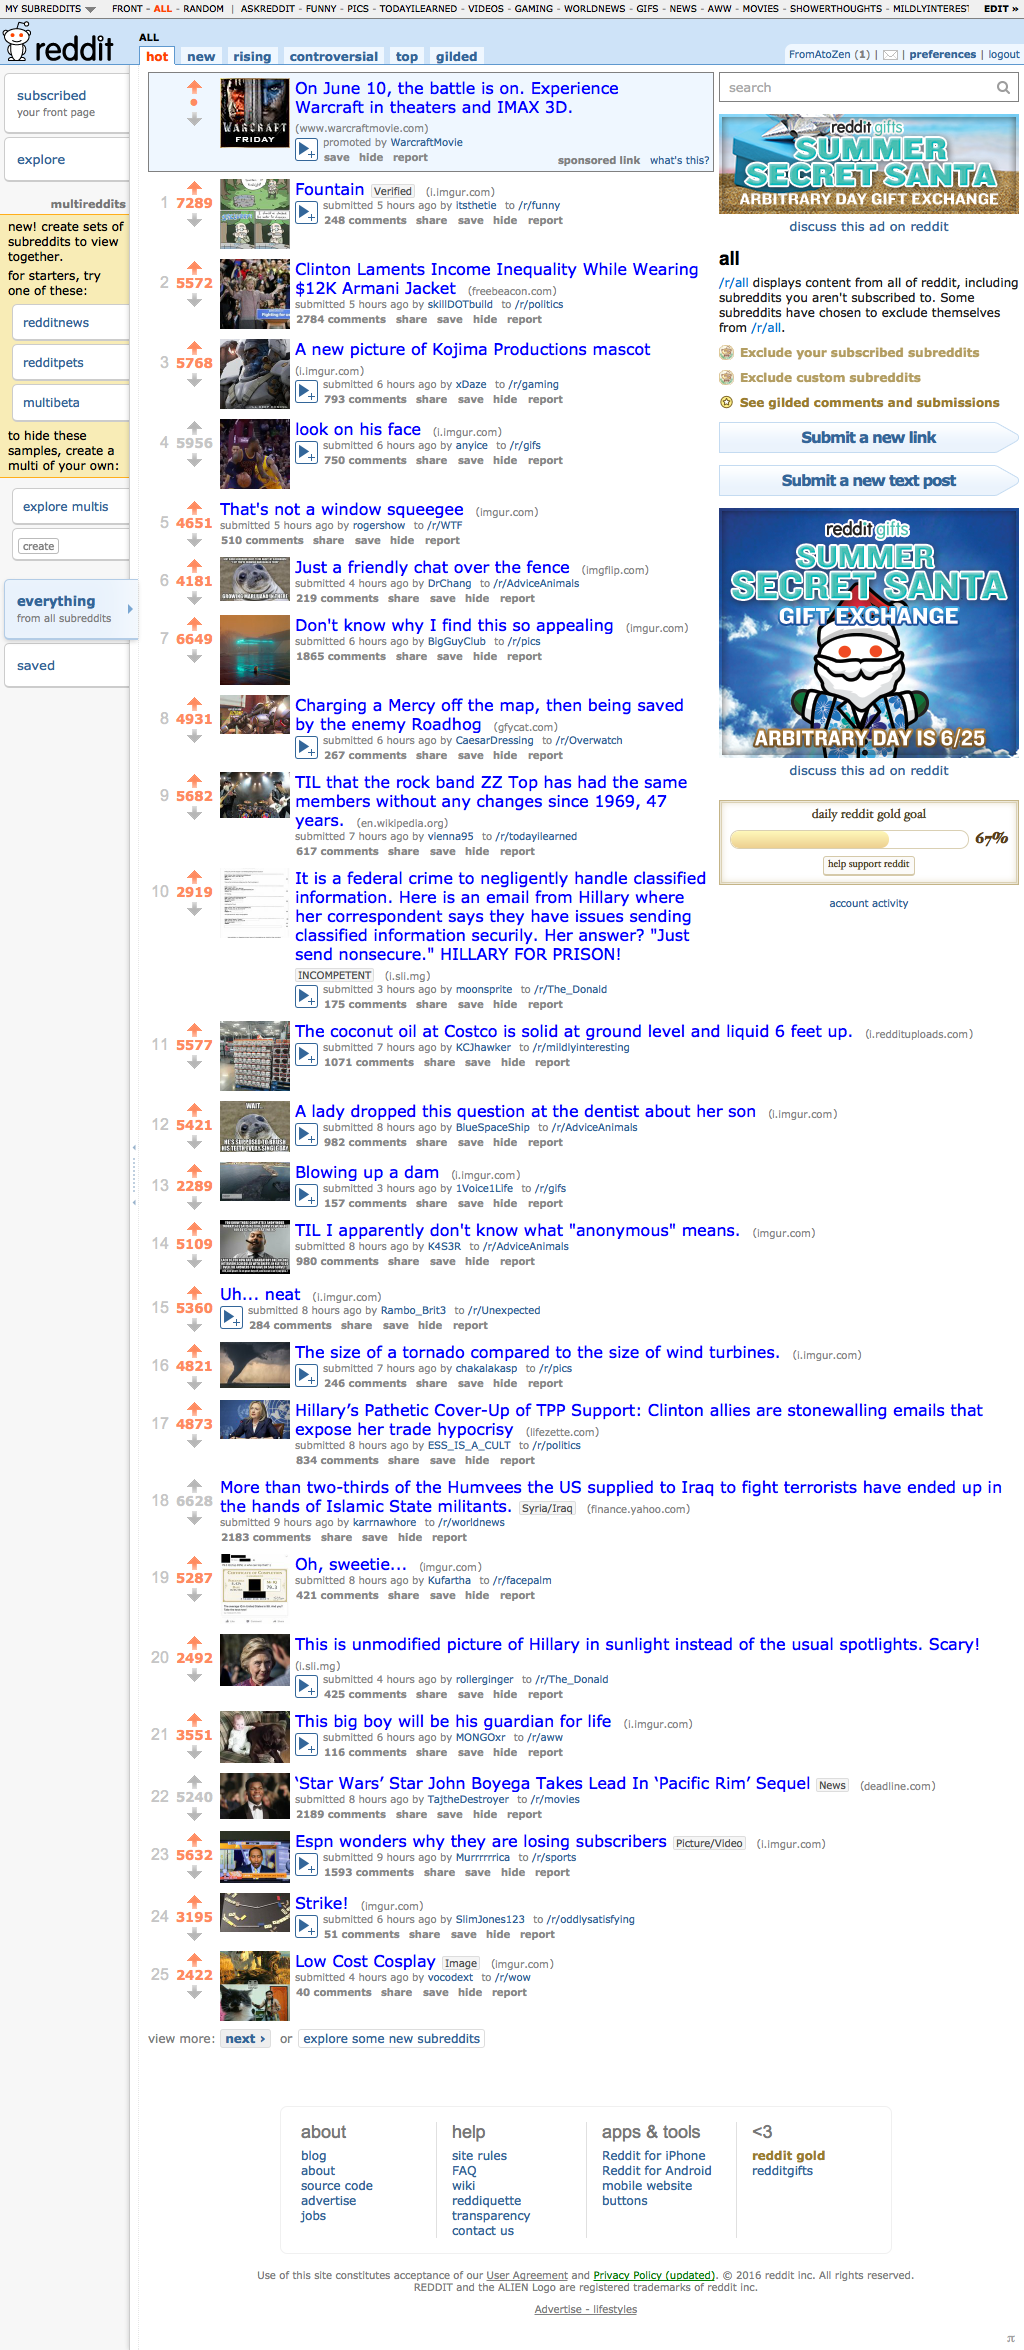 MY SUBREDDITS FRONT - ALL - RANDOM | ASKREDDIT - FUNNY - PICS - TODAYILEARNED - VIDEOS - GAMING - WORLDNEWS - GIFS - NEWS - AWW - MOVIES - SHOWERTHOUGHTS - MILDLYINTEREST EDIT »
reddit ALL
hot new rising controversial top gilded
FromAtoZen (1) | preferences | logout
subscribed
your front page
explore
multireddits
new! create sets of
subreddits to view
together.
for starters, try
one of these:
redditnews
redditpets
multibeta
to hide these
samples, create a
multi of your own:
explore multis
create
everything
from all subreddits
saved
WARCRAFT
FRIDAY
On June 10, the battle is on. Experience
Warcraft in theaters and IMAX 3D.
(www.warcraftmovie.com)
promoted by WarcraftMovie
save hide report
sponsored link what's this?
1 7289
Fountain Verified (i.imgur.com)
submitted 5 hours ago by itsthetie to /r/funny
248 comments share save hide report
2 5572
Clinton Laments Income Inequality While Wearing
$12K Armani Jacket (freebeacon.com)
submitted 5 hours ago by skillDOTbuild to /r/politics
2784 comments share save hide report
3 5768
A new picture of Kojima Productions mascot
(i.imgur.com)
submitted 6 hours ago by xDaze to /r/gaming
793 comments share save hide report
4 5956
look on his face (i.imgur.com)
submitted 6 hours ago by anyice to /r/gifs
750 comments share save hide report
5 4651
That's not a window squeegee (imgur.com)
submitted 5 hours ago by rogershow to /r/WTF
510 comments share save hide report
6 4181
Just a friendly chat over the fence (imgflip.com)
submitted 4 hours ago by DrChang to /r/AdviceAnimals
219 comments share save hide report
7 6649
Don't know why I find this so appealing (imgur.com)
submitted 6 hours ago by BigGuyClub to /r/pics
1865 comments share save hide report
8 4931
Charging a Mercy off the map, then being saved
by the enemy Roadhog (gfycat.com)
submitted 6 hours ago by CaesarDressing to /r/Overwatch
267 comments share save hide report
9 5682
TIL that the rock band ZZ Top has had the same
members without any changes since 1969, 47
years. (en.wikipedia.org)
submitted 7 hours ago by vienna95 to /r/todayilearned
617 comments share save hide report
10 2919
It is a federal crime to negligently handle classified
information. Here is an email from Hillary where
her correspondent says they have issues sending
classified information securily. Her answer? "Just
send nonsecure." HILLARY FOR PRISON!
INCOMPETENT (i.sli.mg)
submitted 3 hours ago by moonsprite to /r/The_Donald
175 comments share save hide report
11 5577
The coconut oil at Costco is solid at ground level and liquid 6 feet up. (i.reddituploads.com)
submitted 7 hours ago by KCJhawker to /r/mildlyinteresting
1071 comments share save hide report
12 5421
WAIT
HE'S SUPPOSED TO BRUSH
HIS TEETH EVERY SINGLE DAY
A lady dropped this question at the dentist about her son (i.imgur.com)
submitted 8 hours ago by BlueSpaceShip to /r/AdviceAnimals
982 comments share save hide report
13 2289
Blowing up a dam (i.imgur.com)
submitted 3 hours ago by 1Voice1Life to /r/gifs
157 comments share save hide report
14 5109
TIL I apparently don't know what "anonymous" means. (imgur.com)
submitted 8 hours ago by K4S3R to /r/AdviceAnimals
980 comments share save hide report
15 5360
Uh... neat (i.imgur.com)
submitted 8 hours ago by Rambo_Brit3 to /r/Unexpected
284 comments share save hide report
16 4821
The size of a tornado compared to the size of wind turbines. (i.imgur.com)
submitted 7 hours ago by chakalakasp to /r/pics
246 comments share save hide report
17 4873
Hillary's Pathetic Cover-Up of TPP Support: Clinton allies are stonewalling emails that
expose her trade hypocrisy (lifezette.com)
submitted 8 hours ago by ESS_IS_A_CULT to /r/politics
834 comments share save hide report
18 6628
More than two-thirds of the Humvees the US supplied to Iraq to fight terrorists have ended up in
the hands of Islamic State militants. Syria/Iraq (finance.yahoo.com)
submitted 9 hours ago by karrnawhore to /r/worldnews
2183 comments share save hide report
19 5287
Oh, sweetie... (imgur.com)
submitted 8 hours ago by Kufartha to /r/facepalm
421 comments share save hide report
20 2492
This is unmodified picture of Hillary in sunlight instead of the usual spotlights. Scary!
(i.sli.mg)
submitted 4 hours ago by rollerginger to /r/The_Donald
425 comments share save hide report
21 3551
This big boy will be his guardian for life (i.imgur.com)
submitted 6 hours ago by MONGOxr to /r/aww
116 comments share save hide report
22 5240
'Star Wars' Star John Boyega Takes Lead In 'Pacific Rim' Sequel News (deadline.com)
submitted 8 hours ago by TajtheDestroyer to /r/movies
2189 comments share save hide report
23 5632
Espn wonders why they are losing subscribers Picture/Video (i.imgur.com)
submitted 9 hours ago by Murrrrrrica to /r/sports
1593 comments share save hide report
24 3195
Strike! (imgur.com)
submitted 6 hours ago by SlimJones123 to /r/oddlysatisfying
51 comments share save hide report
25 2422
Low Cost Cosplay Image (imgur.com)
submitted 4 hours ago by vocodext to /r/wow
40 comments share save hide report
view more: next › or explore some new subreddits
search
reddit gifts
SUMMER
SECRET SANTA
ARBITRARY DAY GIFT EXCHANGE
discuss this ad on reddit
all
/r/all displays content from all of reddit, including
subreddits you aren't subscribed to. Some
subreddits have chosen to exclude themselves
from /r/all.
Exclude your subscribed subreddits
Exclude custom subreddits
See gilded comments and submissions
Submit a new link
Submit a new text post
reddit gifts
SUMMER
SECRET SANTA
GIFT EXCHANGE
ARBITRARY DAY IS 6/25
discuss this ad on reddit
daily reddit gold goal
67%
help support reddit
account activity
about
blog
about
source code
advertise
jobs
help
site rules
FAQ
wiki
reddiquette
transparency
contact us
apps & tools
Reddit for iPhone
Reddit for Android
mobile website
buttons
<3
reddit gold
redditgifts
Use of this site constitutes acceptance of our User Agreement and Privacy Policy (updated). © 2016 reddit inc. All rights reserved.
REDDIT and the ALIEN Logo are registered trademarks of reddit inc.
Advertise - lifestyles
π